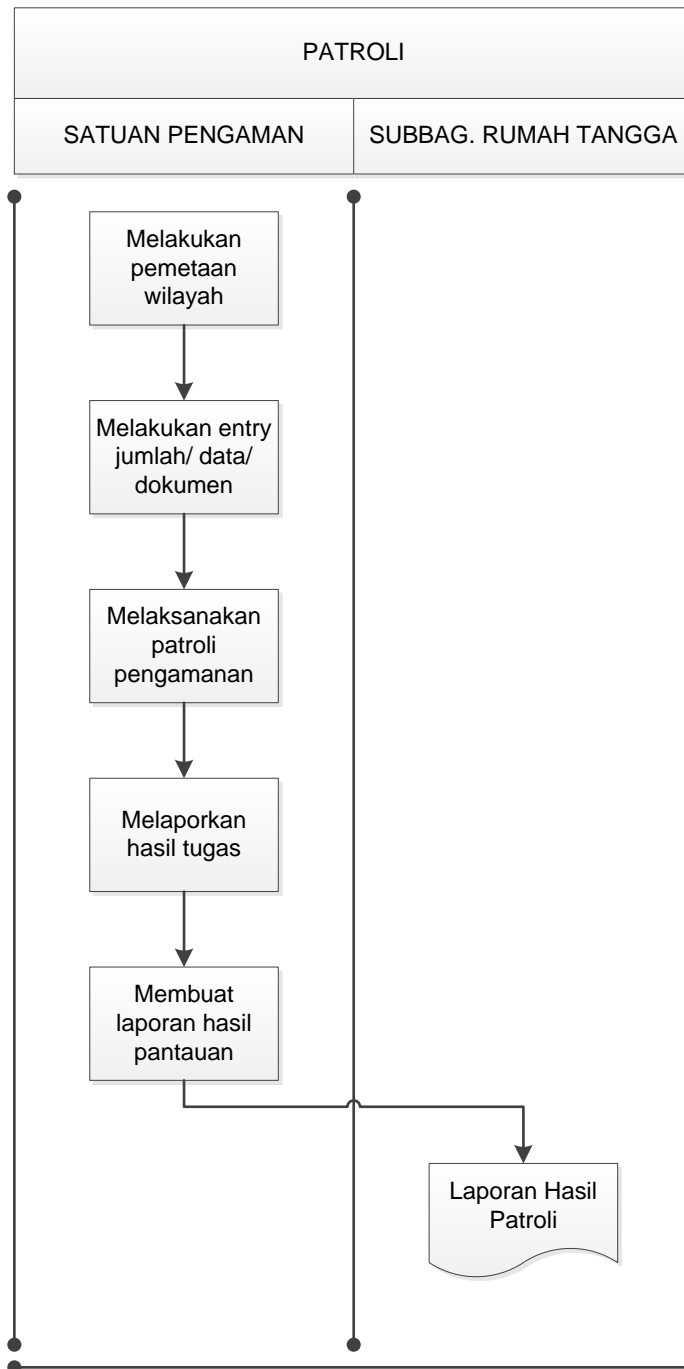 PATROLI
SATUAN PENGAMAN
SUBBAG. RUMAH TANGGA
Melakukan
pemetaan
wilayah
Melakukan entry
jumlah/ data/
dokumen
Melaksanakan
patroli
pengamanan
Melaporkan
hasil tugas
Membuat
laporan hasil
pantauan
Laporan Hasil
Patroli